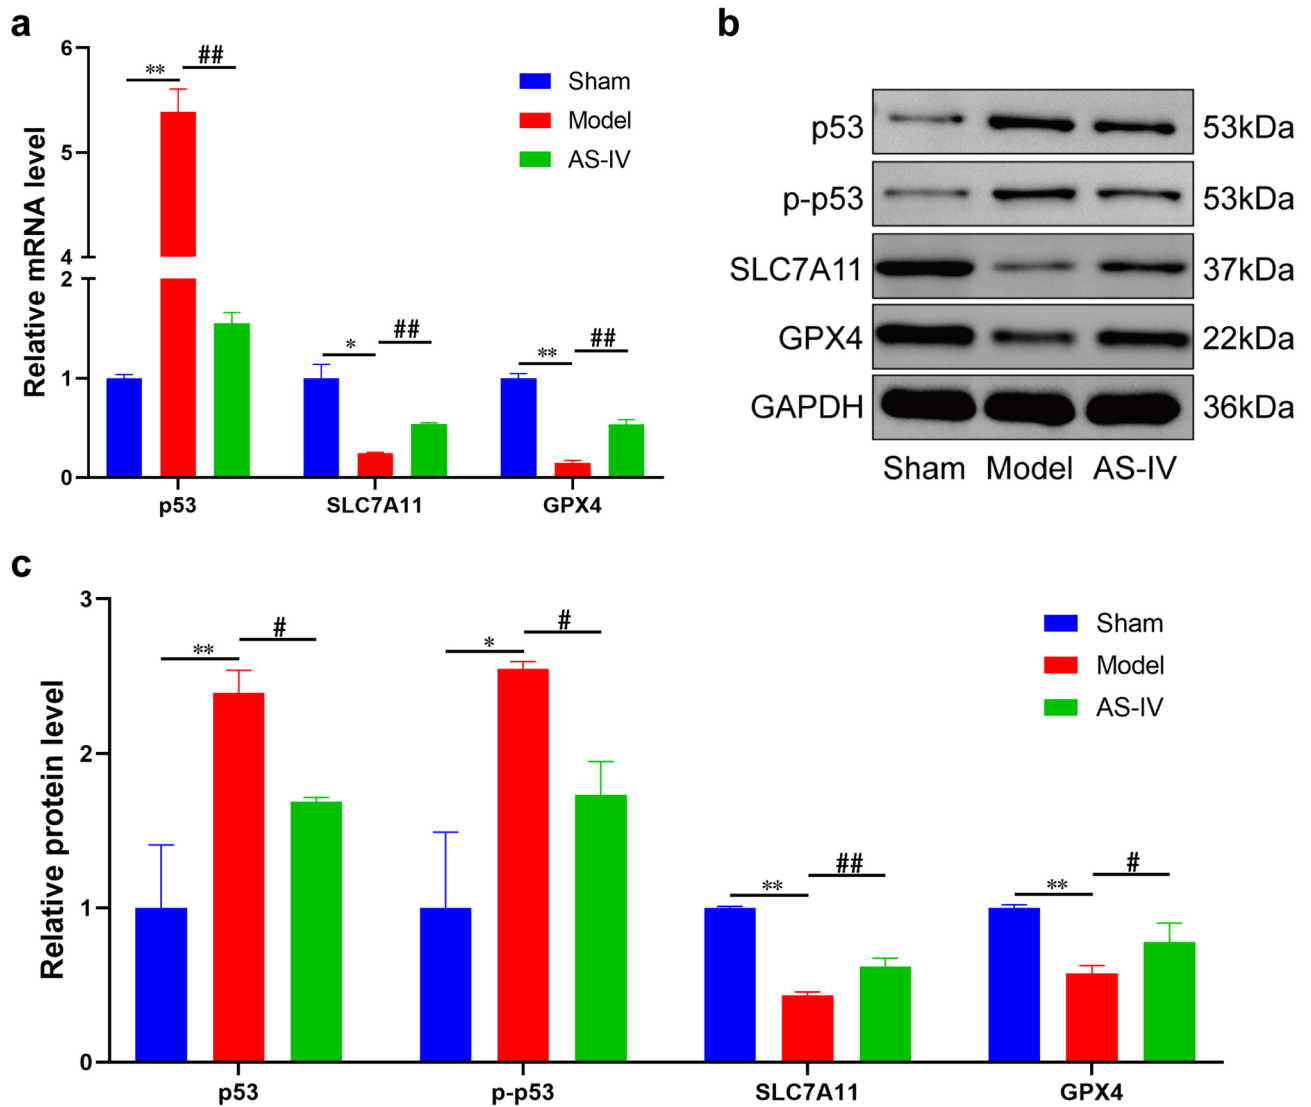 a
6
5
4
2
1
0
Relative mRNA level
** ##
* ##
** ##
Sham
Model
AS-IV
p53 SLC7A11 GPX4
b
p53 53kDa
p-p53 53kDa
SLC7A11 37kDa
GPX4 22kDa
GAPDH 36kDa
Sham Model AS-IV
c
3
2
1
0
Relative protein level
** #
* #
** ##
** #
Sham
Model
AS-IV
p53 p-p53 SLC7A11 GPX4